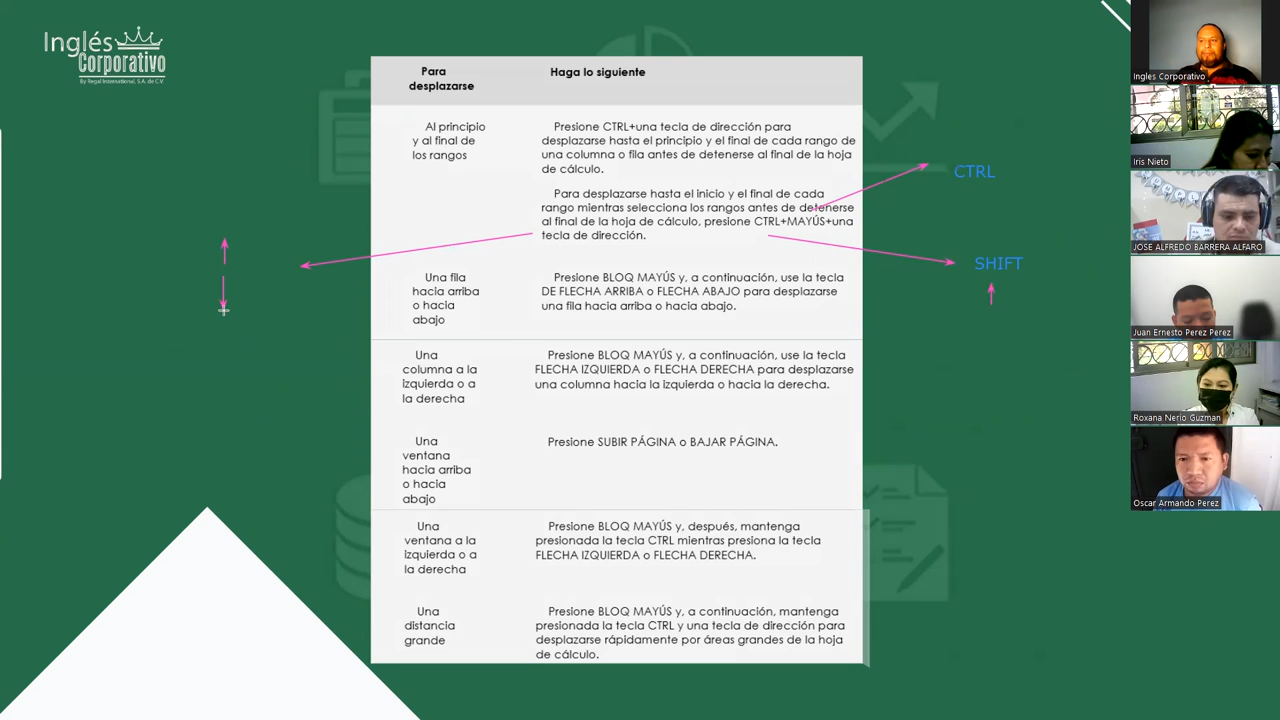 Inglés
Corporativo
By Regal International, S.A. de C.V.
Para
desplazarse
Haga lo siguiente
Al principio
y al final de
los rangos
Presione CTRL+una tecla de dirección para
desplazarse hasta el principio y el final de cada rango de
una columna o fila antes de detenerse al final de la hoja
de cálculo.
Para desplazarse hasta el inicio y el final de cada
rango mientras selecciona los rangos antes de detenerse
al final de la hoja de cálculo, presione CTRL+MAYÚS+una
tecla de dirección.
CTRL
SHIFT
Una fila
hacia arriba
o hacia
abajo
Presione BLOQ MAYÚS y, a continuación, use la tecla
DE FLECHA ARRIBA o FLECHA ABAJO para desplazarse
una fila hacia arriba o hacia abajo.
Una
columna a la
izquierda o a
la derecha
Presione BLOQ MAYÚS y, a continuación, use la tecla
FLECHA IZQUIERDA o FLECHA DERECHA para desplazarse
una columna hacia la izquierda o hacia la derecha.
Una
ventana
hacia arriba
o hacia
abajo
Presione SUBIR PÁGINA o BAJAR PÁGINA.
Una
ventana a la
izquierda o a
la derecha
Presione BLOQ MAYÚS y, después, mantenga
presionada la tecla CTRL mientras presiona la tecla
FLECHA IZQUIERDA o FLECHA DERECHA.
Una
distancia
grande
Presione BLOQ MAYÚS y, a continuación, mantenga
presionada la tecla CTRL y una tecla de dirección para
desplazarse rápidamente por áreas grandes de la hoja
de cálculo.
Ingles Corporativo
Iris Nieto
JOSE ALFREDO BARRERA ALFARO
Juan Ernesto Perez Perez
Roxana Nerio Guzman
Oscar Armando Perez